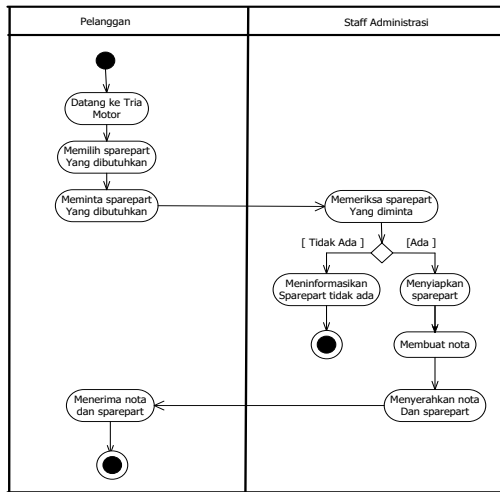 Pelanggan
Staff Administrasi
Datang ke Tria
Motor
Memilih sparepart
Yang dibutuhkan
Meminta sparepart
Yang dibutuhkan
Memeriksa sparepart
Yang diminta
[ Tidak Ada ]
[Ada ]
Meninformasikan
Sparepart tidak ada
Menyiapkan
sparepart
Membuat nota
Menyerahkan nota
Dan sparepart
Menerima nota
dan sparepart